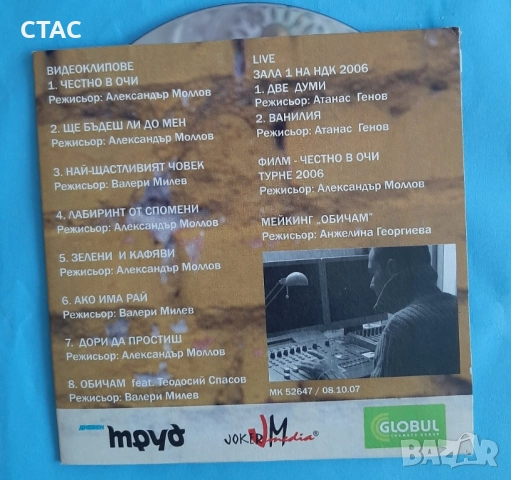 СТАС
ВИДЕОКЛИПОВЕ
1. ЧЕСТНО В ОЧИ
Режисьор: Александър Моллов
2. ЩЕ БЪДЕШ ЛИ ДО МЕН
Режисьор: Александър Моллов
3. НАЙ-ЩАСТЛИВИЯТ ЧОВЕК
Режисьор: Валери Милев
4. ЛАБИРИНТ ОТ СПОМЕНИ
Режисьор: Александър Моллов
5. ЗЕЛЕНИ И КАФЯВИ
Режисьор: Александър Моллов
6. АКО ИМА РАЙ
Режисьор: Валери Милев
7. ДОРИ ДА ПРОСТИШ
Режисьор: Александър Моллов
8. ОБИЧАМ feat. Теодосий Спасов
Режисьор: Валери Милев
LIVE
ЗАЛА 1 НА НДК 2006
1. ДВЕ ДУМИ
Режисьор: Атанас Генов
2. ВАНИЛИЯ
Режисьор: Атанас Генов
ФИЛМ - ЧЕСТНО В ОЧИ
ТУРНЕ 2006
Режисьор: Александър Моллов
МЕЙКИНГ „ОБИЧАМ"
Режисьор: Анжелина Георгиева
МК 52647 / 08.10.07
Труд
JOKER Media®
GLOBUL
БАZАР